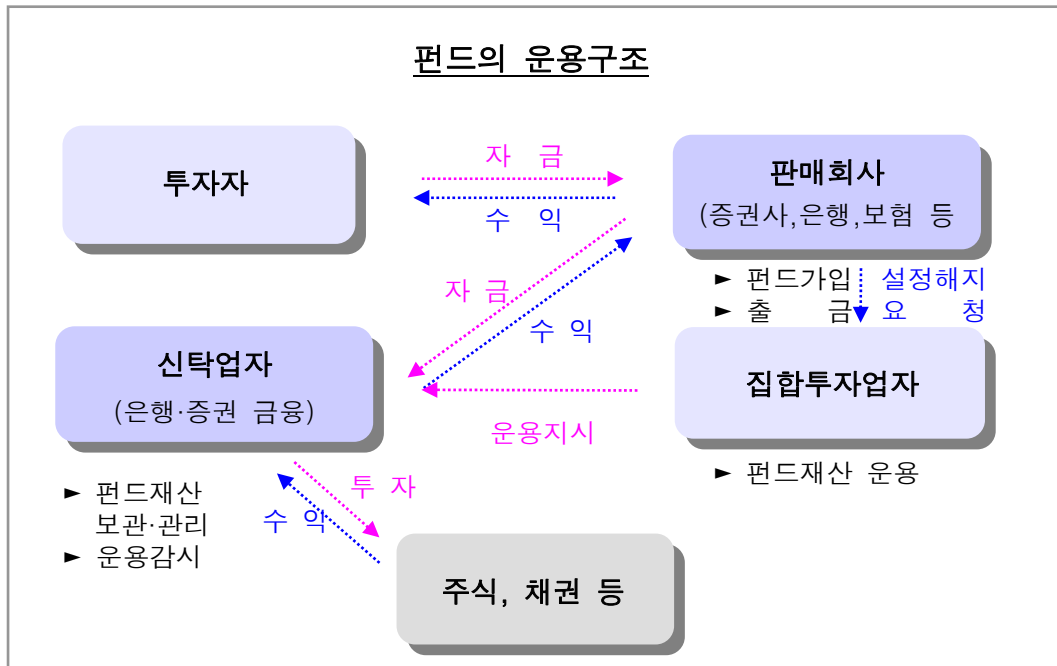 펀드의 운용구조
투자자
자 금
수 익
판매회사
(증권사,은행,보험 등
► 펀드가입
► 출 금
설정해지
요 청
자 금
수 익
신탁업자
(은행·증권 금융)
집합투자업자
운용지시
► 펀드재산 운용
► 펀드재산
보관·관리
► 운용감시
투 자
수 익
주식, 채권 등